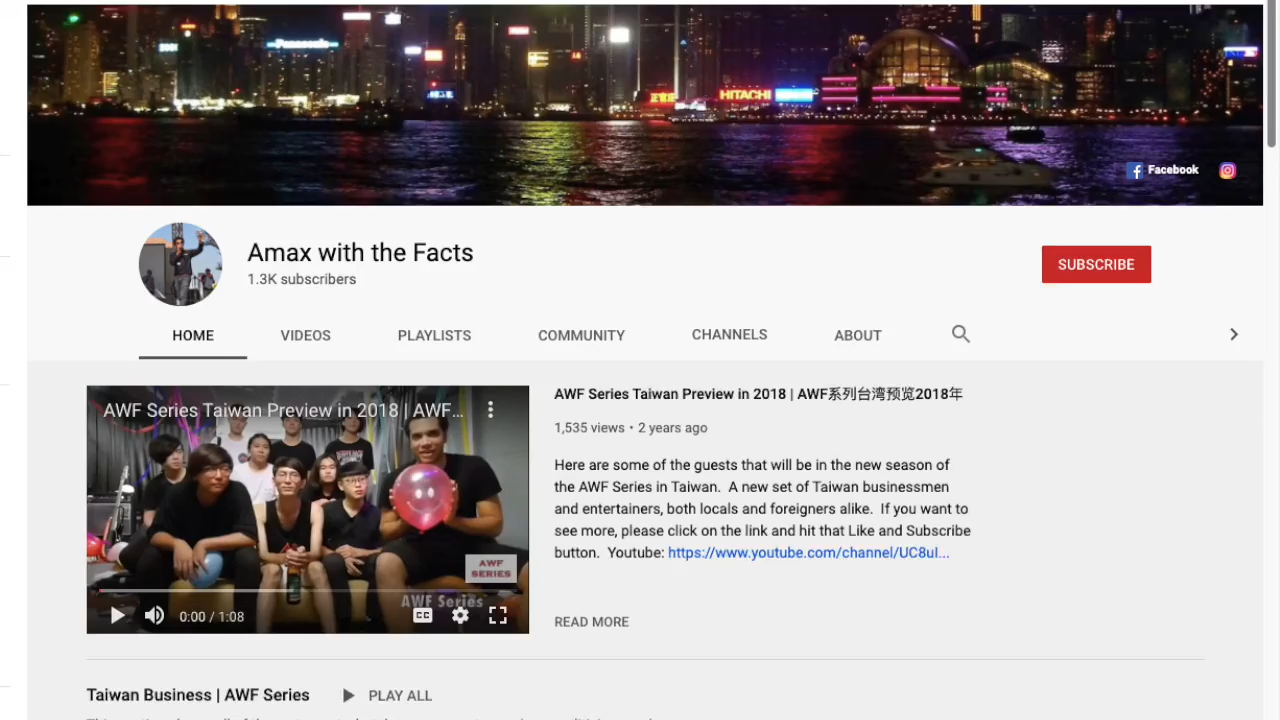 Panasonic
HITACHI
Facebook
Amax with the Facts
1.3K subscribers
SUBSCRIBE
HOME
VIDEOS
PLAYLISTS
COMMUNITY
CHANNELS
ABOUT
AWF Series Taiwan Preview in 2018 | AWF...
AWF
SERIES
AWF Series
0:00 / 1:08
CC
AWF Series Taiwan Preview in 2018 | AWF系列台湾预览2018年
1,535 views • 2 years ago
Here are some of the guests that will be in the new season of
the AWF Series in Taiwan. A new set of Taiwan businessmen
and entertainers, both locals and foreigners alike. If you want to
see more, please click on the link and hit that Like and Subscribe
button. Youtube: https://www.youtube.com/channel/UC8uI...
READ MORE
Taiwan Business | AWF Series
PLAY ALL